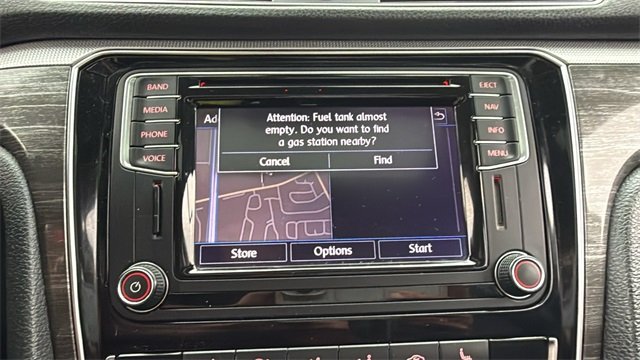 BAND
MEDIA
PHONE
VOICE
EJECT
NAV
INFO
MENU
Ad
Attention: Fuel tank almost
empty. Do you want to find
a gas station nearby?
Cancel Find
Store Options Start